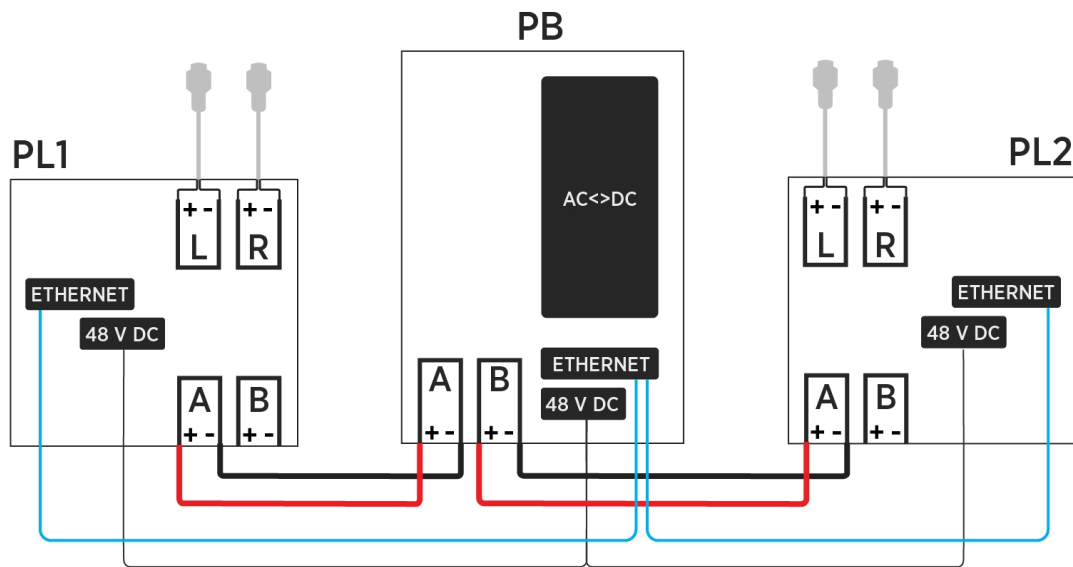 PB
PL1
PL2
AC<>DC
+ - + -
L R
+ - + -
L R
ETHERNET
48 V DC
ETHERNET
48 V DC
A B
+ - + -
A B
+ - + -
ETHERNET
48 V DC
A B
+ - + -